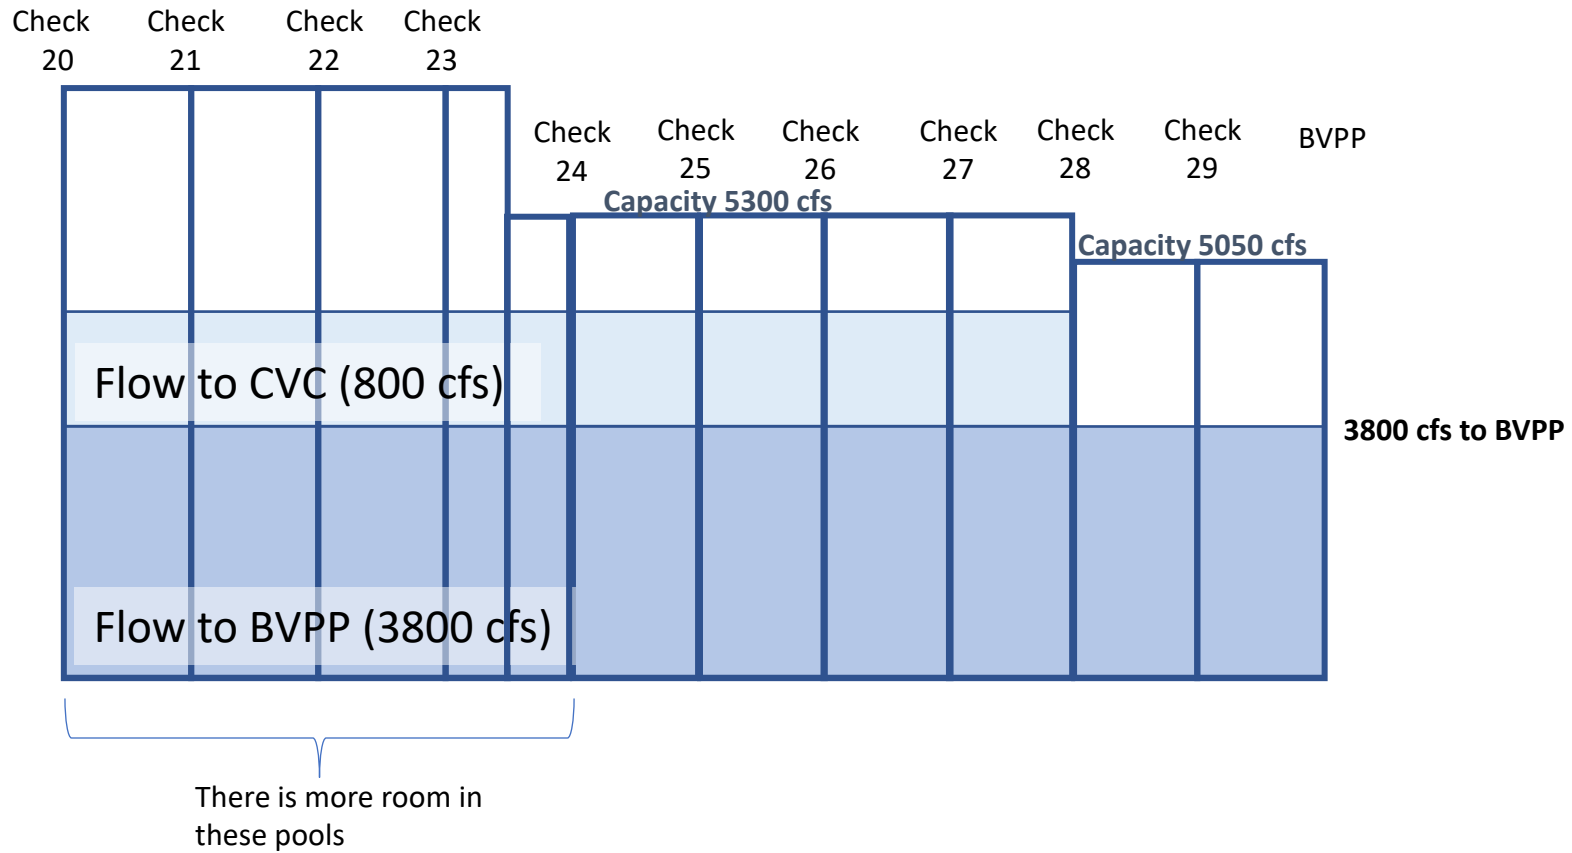 Check
20
Check
21
Check
22
Check
23
Check
24
Check
25
Check
26
Check
27
Check
28
Check
29
BVPP
Capacity 5300 cfs
Capacity 5050 cfs
Flow to CVC (800 cfs)
3800 cfs to BVPP
Flow to BVPP (3800 cfs)
There is more room in
these pools